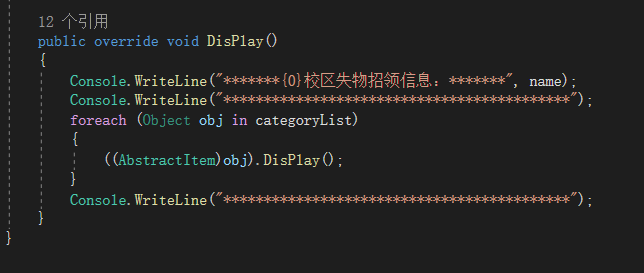 12 个引用
public override void DisPlay()
{
Console.WriteLine("*******{0}校区失物招领信息：*******", name);
Console.WriteLine("*******************************************");
foreach (Object obj in categoryList)
{
((AbstractItem)obj).DisPlay();
}
Console.WriteLine("*******************************************");
}
}